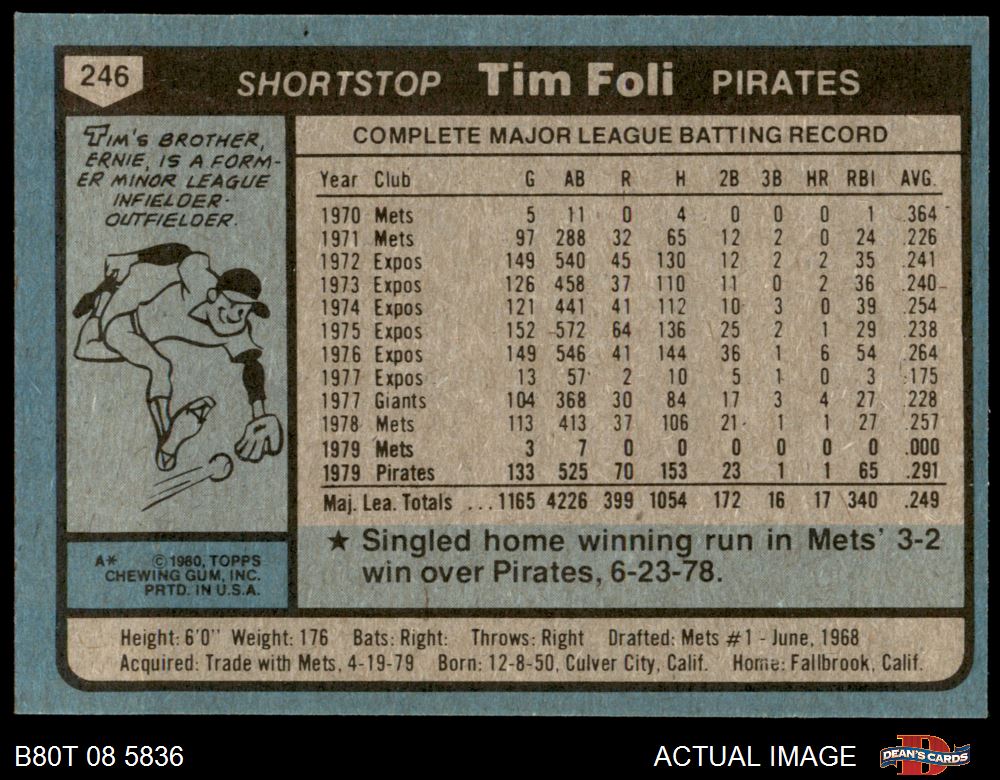 246 SHORTSTOP Tim Foli PIRATES
TIM'S BROTHER,
ERNIE, IS A FORM-
ER MINOR LEAGUE
INFIELDER-
OUTFIELDER.
COMPLETE MAJOR LEAGUE BATTING RECORD
Year Club G AB R H 2B 3B HR RBI AVG.
1970 Mets 5 11 0 4 0 0 0 1 .364
1971 Mets 97 288 32 65 12 2 0 24 .226
1972 Expos 149 540 45 130 12 2 2 35 .241
1973 Expos 126 458 37 110 11 0 2 36 .240
1974 Expos 121 441 41 112 10 3 0 39 .254
1975 Expos 152 572 64 136 25 2 1 29 .238
1976 Expos 149 546 41 144 36 1 6 54 .264
1977 Expos 13 57 2 10 5 1 0 3 .175
1977 Giants 104 368 30 84 17 3 4 27 .228
1978 Mets 113 413 37 106 21 1 1 27 .257
1979 Mets 3 7 0 0 0 0 0 0 .000
1979 Pirates 133 525 70 153 23 1 1 65 .291
Maj. Lea. Totals ... 1165 4226 399 1054 172 16 17 340 .249
★ Singled home winning run in Mets' 3-2
win over Pirates, 6-23-78.
A* © 1980, TOPPS
CHEWING GUM, INC.
PRTD. IN U.S.A.
Height: 6'0" Weight: 176 Bats: Right: Throws: Right Drafted: Mets #1 - June, 1968
Acquired: Trade with Mets, 4-19-79 Born: 12-8-50, Culver City, Calif. Home: Fallbrook, Calif.
B80T 08 5836 ACTUAL IMAGE DEAN'S CARDS